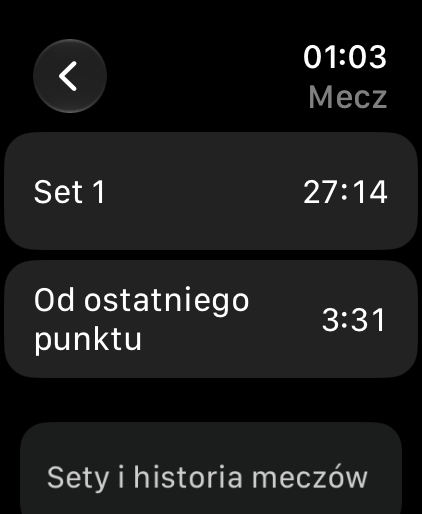 01:03
Mecz
Set 1 27:14
Od ostatniego
punktu 3:31
Sety i historia meczów